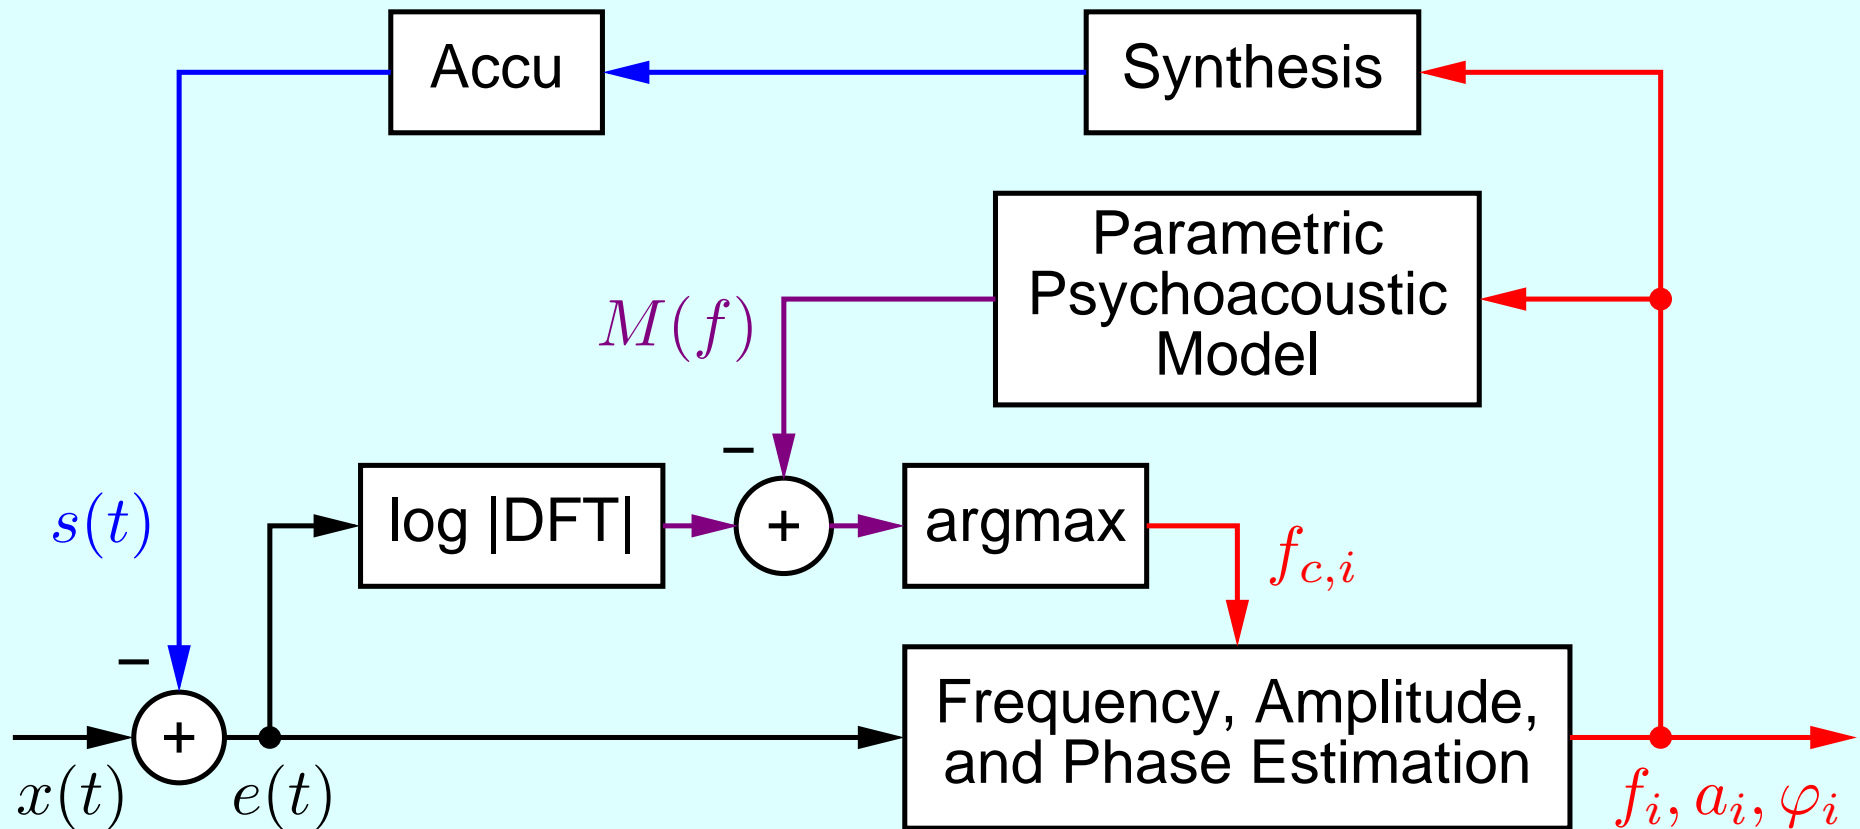 Accu
Synthesis
Parametric
Psychoacoustic
Model
M(f)
−
s(t)
log |DFT|
+
argmax
f_{c,i}
−
+
Frequency, Amplitude,
and Phase Estimation
x(t)
e(t)
f_i, a_i, φ_i